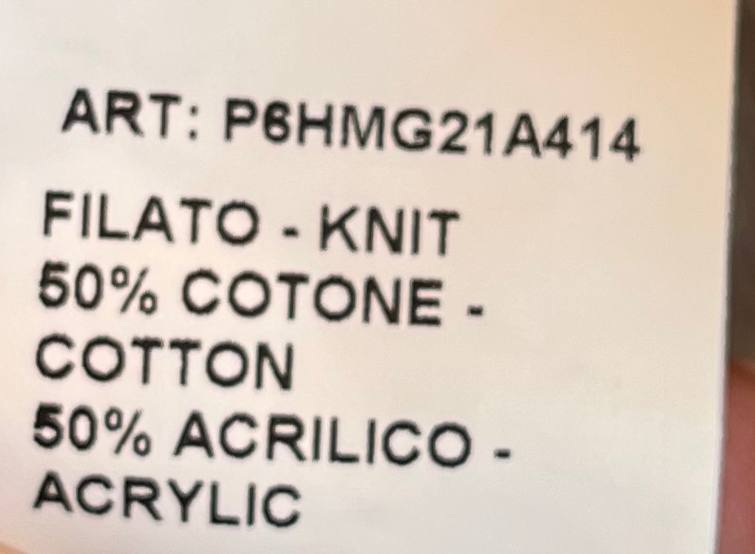 ART: P6HMG21A414
FILATO - KNIT
50% COTONE -
COTTON
50% ACRILICO -
ACRYLIC